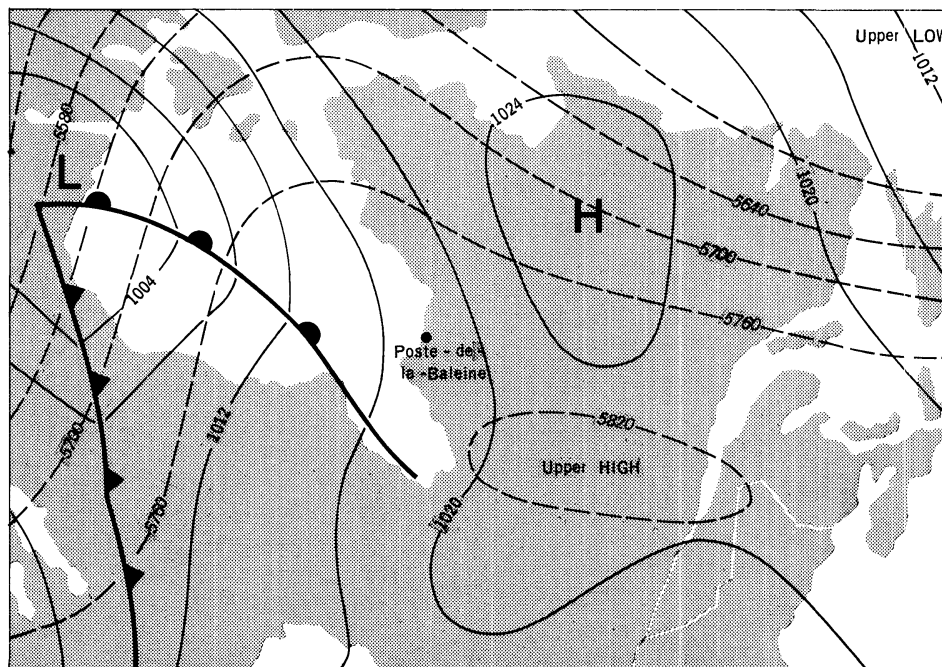 Upper LOW
1012
1024
5580
L
1020
H
5640
5700
1004
5760
Poste - de
la - Baleine
5820
1012
5700
Upper HIGH
5760
1020